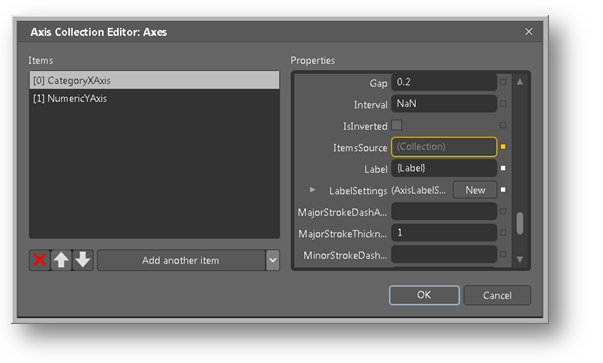 Axis Collection Editor: Axes
Items
[0] CategoryXAxis
[1] NumericYAxis
Add another item
Properties
Gap 0.2
Interval NaN
IsInverted
ItemsSource (Collection)
Label {Label}
LabelSettings (AxisLabelS... New
MajorStrokeDashA...
MajorStrokeThickn... 1
MinorStrokeDash...
OK Cancel